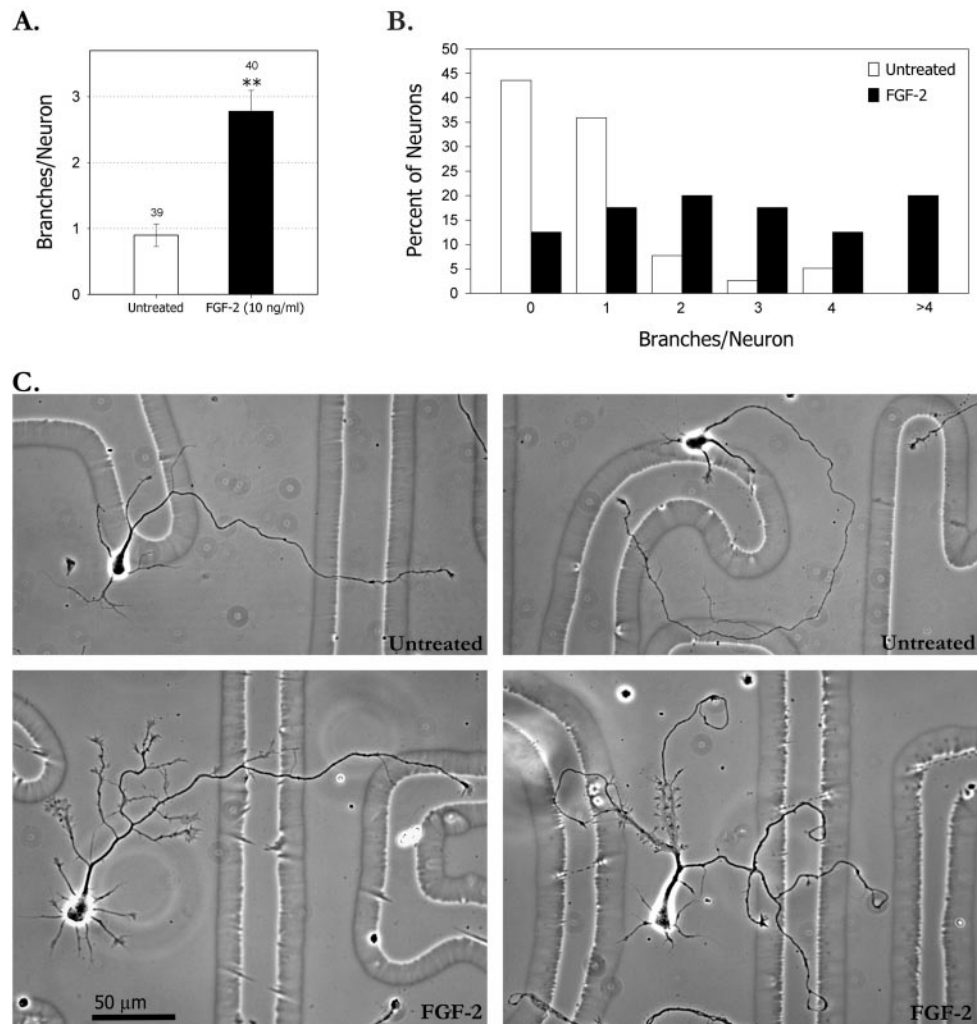 A.
40
**
3
2
39
1
0
Branches/Neuron
Untreated
FGF-2 (10 ng/ml)
B.
50
45
40
35
30
25
20
15
10
5
0
Percent of Neurons
Untreated
FGF-2
0 1 2 3 4 >4
Branches/Neuron
C.
Untreated
Untreated
50 μm
FGF-2
FGF-2